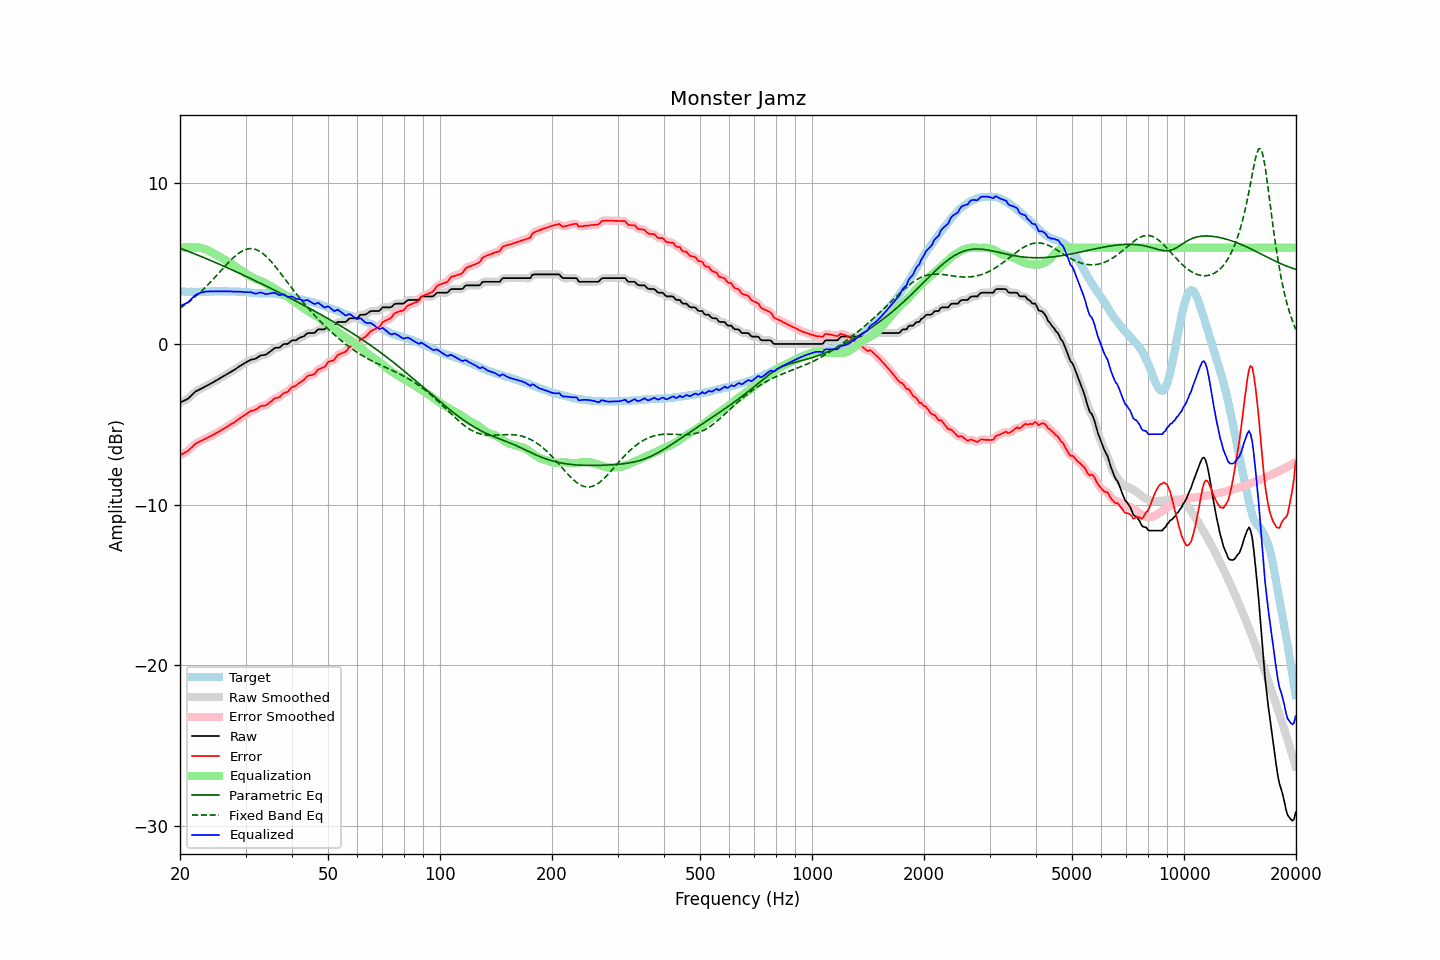 Monster Jamz
Amplitude (dBr)
10
0
−10
−20
−30
Target
Raw Smoothed
Error Smoothed
Raw
Error
Equalization
Parametric Eq
Fixed Band Eq
Equalized
20 50 100 200 500 1000 2000 5000 10000 20000
Frequency (Hz)